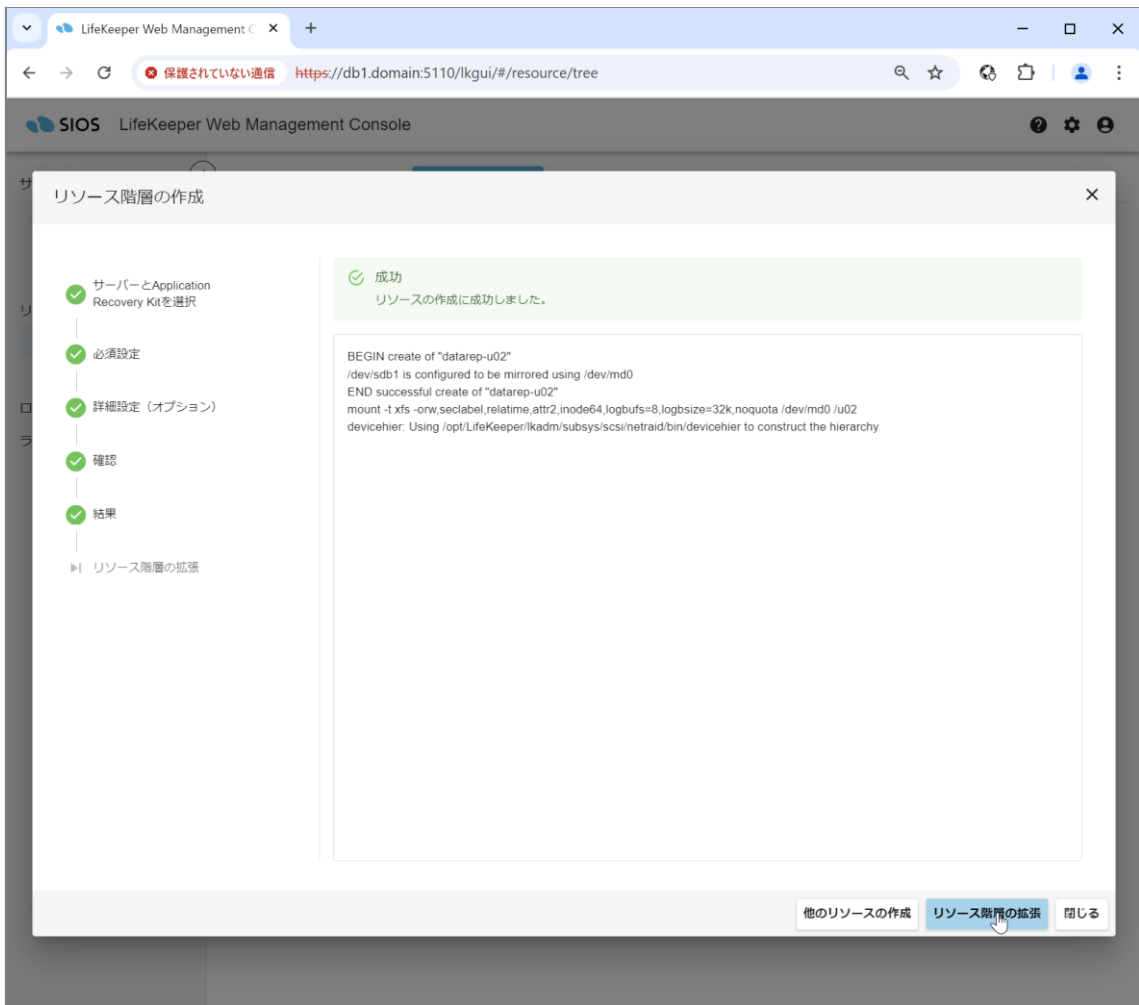 LifeKeeper Web Management C
保護されていない通信 https://db1.domain:5110/lkgui/#/resource/tree
SIOS LifeKeeper Web Management Console
サ
リソース階層の作成
サーバーとApplication
Recovery Kitを選択
リ
必須設定
詳細設定（オプション）
ロ
ラ
確認
結果
リソース階層の拡張
成功
リソースの作成に成功しました。
BEGIN create of "datarep-u02"
/dev/sdb1 is configured to be mirrored using /dev/md0
END successful create of "datarep-u02"
mount -t xfs -orw,seclabel,relatime,attr2,inode64,logbufs=8,logbsize=32k,noquota /dev/md0 /u02
devicehier: Using /opt/LifeKeeper/lkadm/subsys/scsi/netraid/bin/devicehier to construct the hierarchy
他のリソースの作成 リソース階層の拡張 閉じる